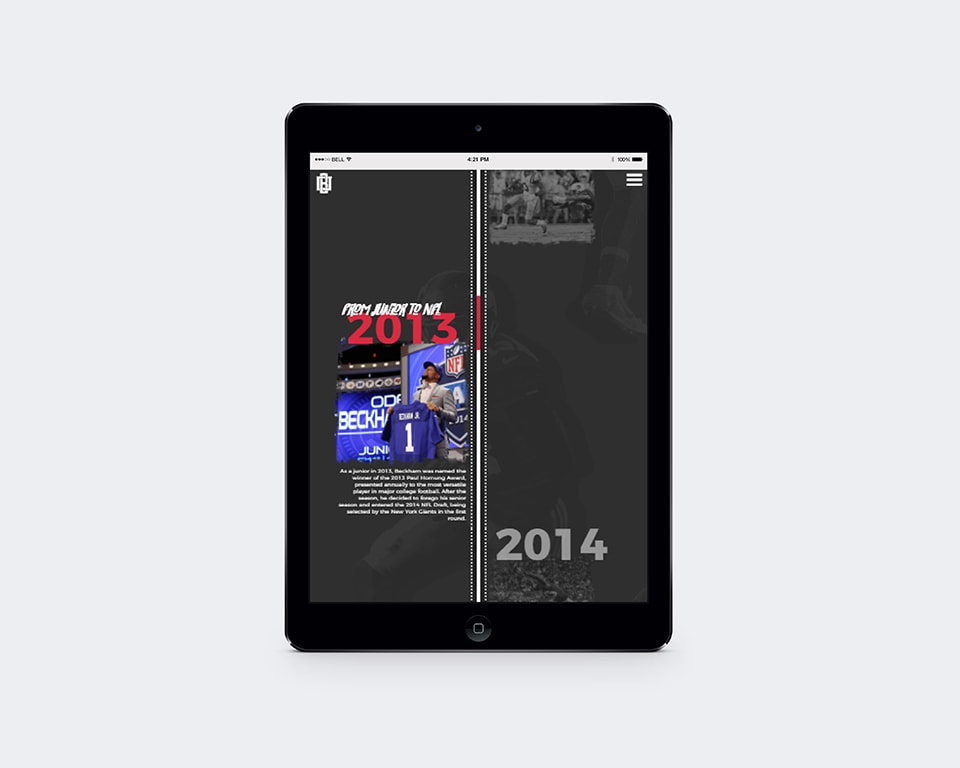 BELL
4:21 PM
100%
FROM JUNIOR TO NFL
2013
NFL
ODE
BECKHA
2014
BECKHAM JR.
1
JUNI
As a junior in 2013, Beckham was named the
winner of the 2013 Paul Hornung Award,
presented annually to the most versatile
player in major college football. After the
season, he decided to forego his senior
season and entered the 2014 NFL Draft, being
selected by the New York Giants in the first
round.
2014